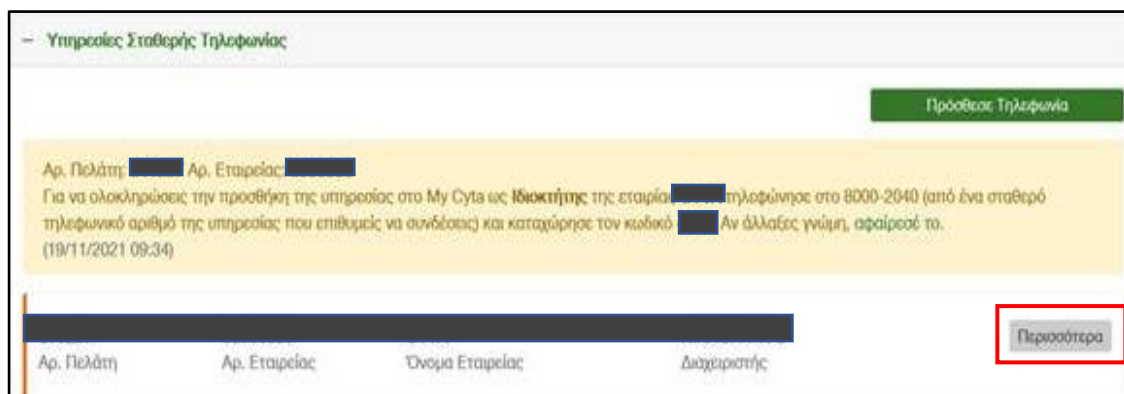 − Υπηρεσίες Σταθερής Τηλεφωνίας
Πρόσθεσε Τηλεφωνία
Αρ. Πελάτη: Αρ. Εταιρείας:
Για να ολοκληρώσεις την προσθήκη της υπηρεσίας στο My Cyta ως Ιδιοκτήτης της εταιρίας τηλεφώνησε στο 8000-2040 (από ένα σταθερό
τηλεφωνικό αριθμό της υπηρεσίας που επιθυμείς να συνδέσεις) και καταχώρησε τον κωδικό Αν άλλαξες γνώμη, αφαίρεσέ το.
(19/11/2021 09:34)
Περισσότερα
Αρ. Πελάτη Αρ. Εταιρείας Όνομα Εταιρείας Διαχειριστής